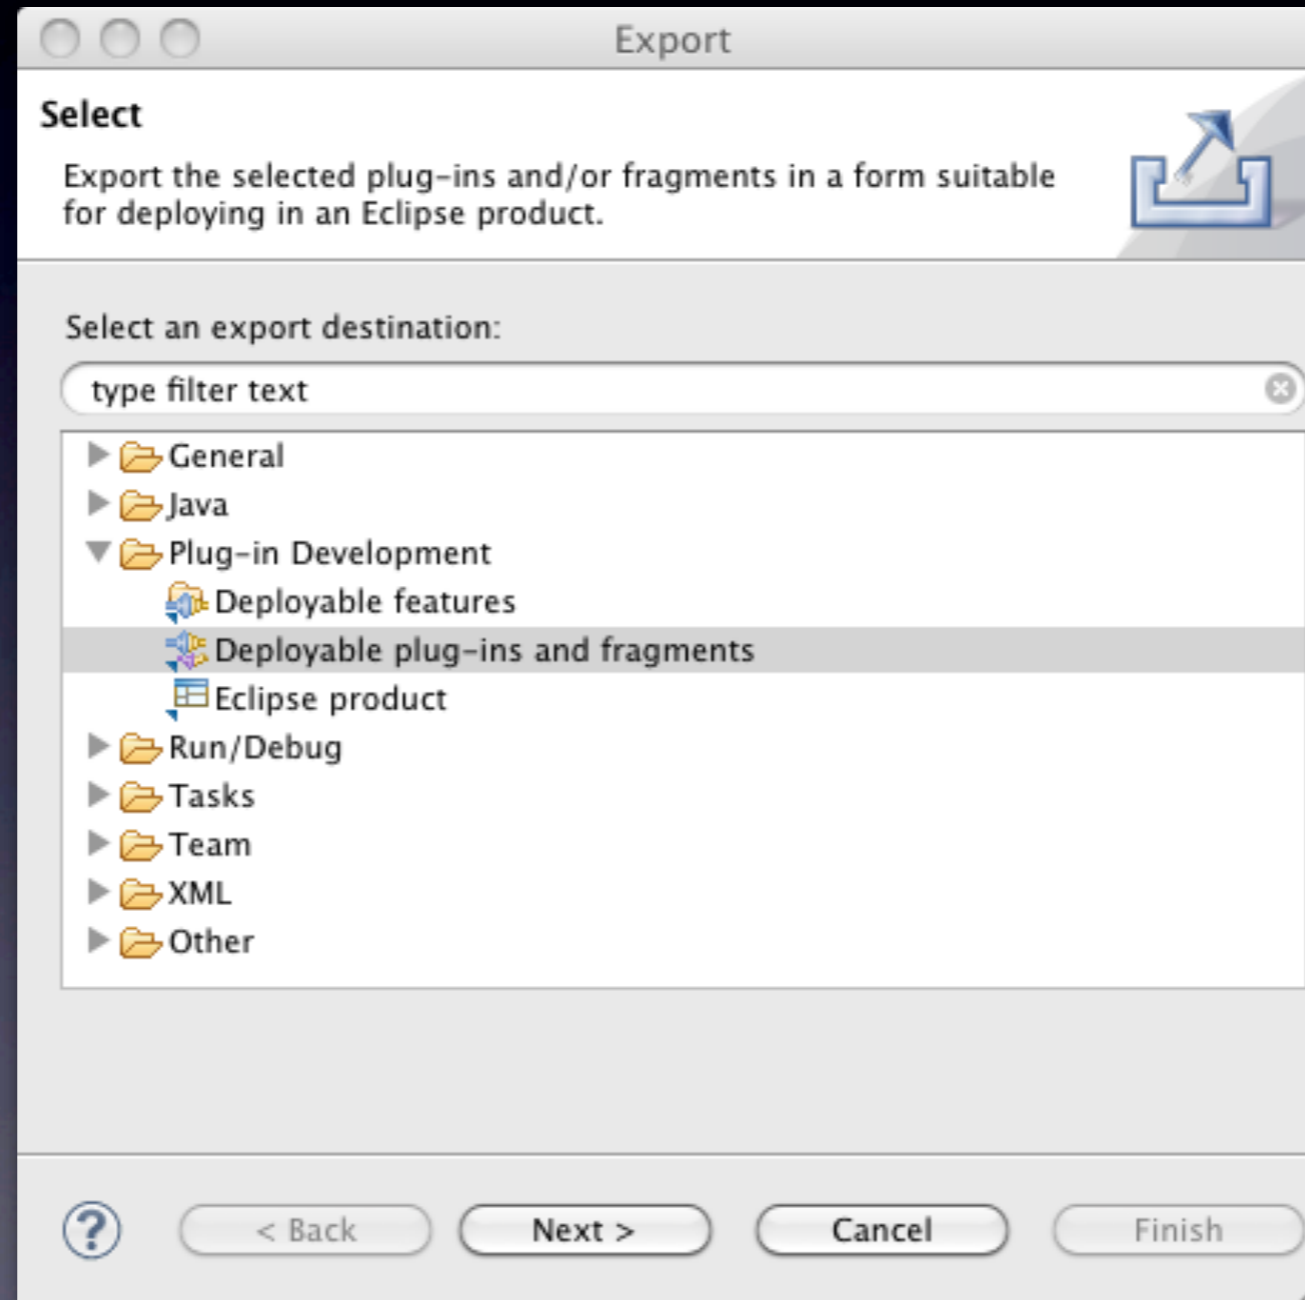 Export
Select
Export the selected plug-ins and/or fragments in a form suitable
for deploying in an Eclipse product.
Select an export destination:
type filter text
General
Java
Plug-in Development
Deployable features
Deployable plug-ins and fragments
Eclipse product
Run/Debug
Tasks
Team
XML
Other
? < Back Next > Cancel Finish